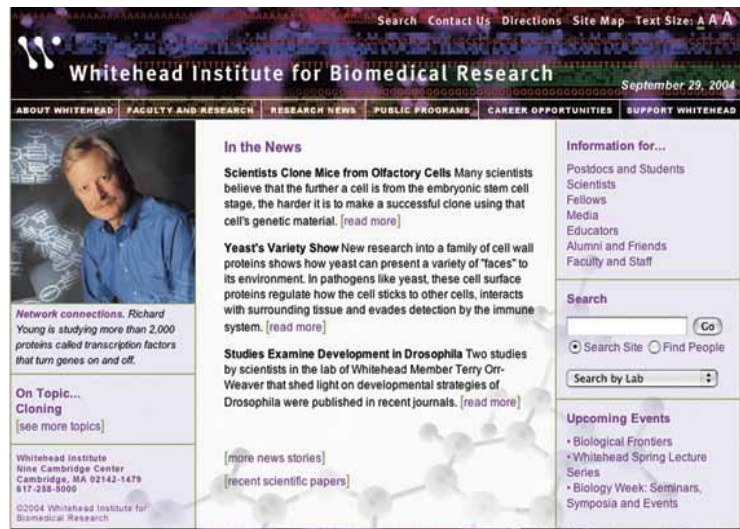 Search Contact Us Directions Site Map Text Size: A A A
Whitehead Institute for Biomedical Research
September 29, 2004
ABOUT WHITEHEAD FACULTY AND RESEARCH RESEARCH NEWS PUBLIC PROGRAMS CAREER OPPORTUNITIES SUPPORT WHITEHEAD
Network connections. Richard
Young is studying more than 2,000
proteins called transcription factors
that turn genes on and off.
On Topic...
Cloning
[see more topics]
Whitehead Institute
Nine Cambridge Center
Cambridge, MA 02142-1479
617-258-5000
©2004 Whitehead Institute for
Biomedical Research
In the News
Scientists Clone Mice from Olfactory Cells Many scientists
believe that the further a cell is from the embryonic stem cell
stage, the harder it is to make a successful clone using that
cell's genetic material. [read more]
Yeast's Variety Show New research into a family of cell wall
proteins shows how yeast can present a variety of "faces" to
its environment. In pathogens like yeast, these cell surface
proteins regulate how the cell sticks to other cells, interacts
with surrounding tissue and evades detection by the immune
system. [read more]
Studies Examine Development in Drosophila Two studies
by scientists in the lab of Whitehead Member Terry Orr-
Weaver that shed light on developmental strategies of
Drosophila were published in recent journals. [read more]
[more news stories]
[recent scientific papers]
Information for...
Postdocs and Students
Scientists
Fellows
Media
Educators
Alumni and Friends
Faculty and Staff
Search
Go
Search Site Find People
Search by Lab
Upcoming Events
• Biological Frontiers
• Whitehead Spring Lecture
Series
• Biology Week: Seminars,
Symposia and Events